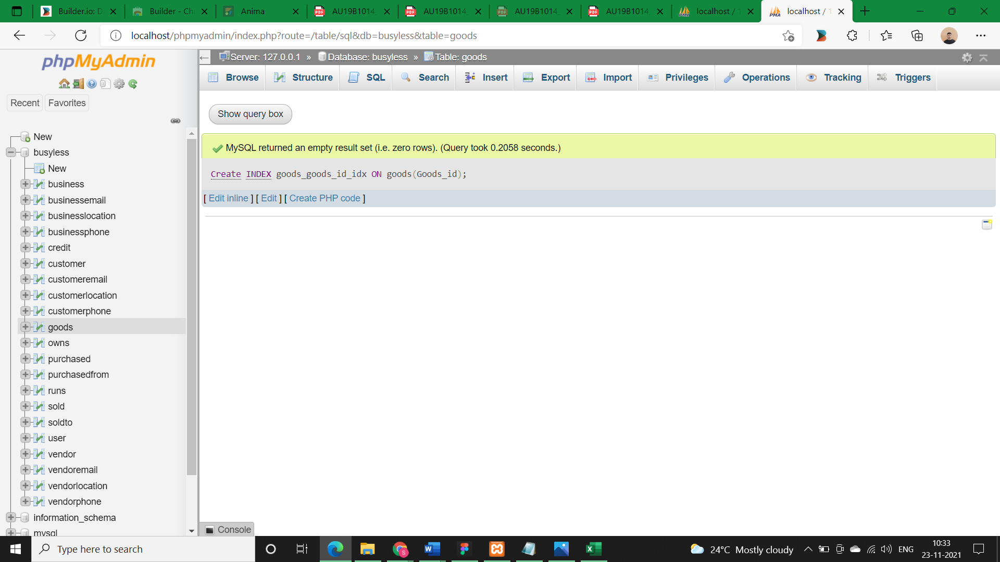 Builder.io: D
Builder - Ch
Anima
AU19B1014_
AU19B1014_
AU19B1014_
AU19B1014_
localhost / 1
localhost / 1
localhost/phpmyadmin/index.php?route=/table/sql&db=busyless&table=goods
phpMyAdmin
Recent
Favorites
New
busyless
New
business
businessemail
businesslocation
businessphone
credit
customer
customeremail
customerlocation
customerphone
goods
owns
purchased
purchasedfrom
runs
sold
soldto
user
vendor
vendoremail
vendorlocation
vendorphone
information_schema
mysql
Server: 127.0.0.1 » Database: busyless » Table: goods
Browse
Structure
SQL
Search
Insert
Export
Import
Privileges
Operations
Tracking
Triggers
Show query box
MySQL returned an empty result set (i.e. zero rows). (Query took 0.2058 seconds.)
Create INDEX goods_goods_id_idx ON goods(Goods_id);
[ Edit inline ] [ Edit ] [ Create PHP code ]
Console
Type here to search
24°C Mostly cloudy
ENG
10:33
23-11-2021